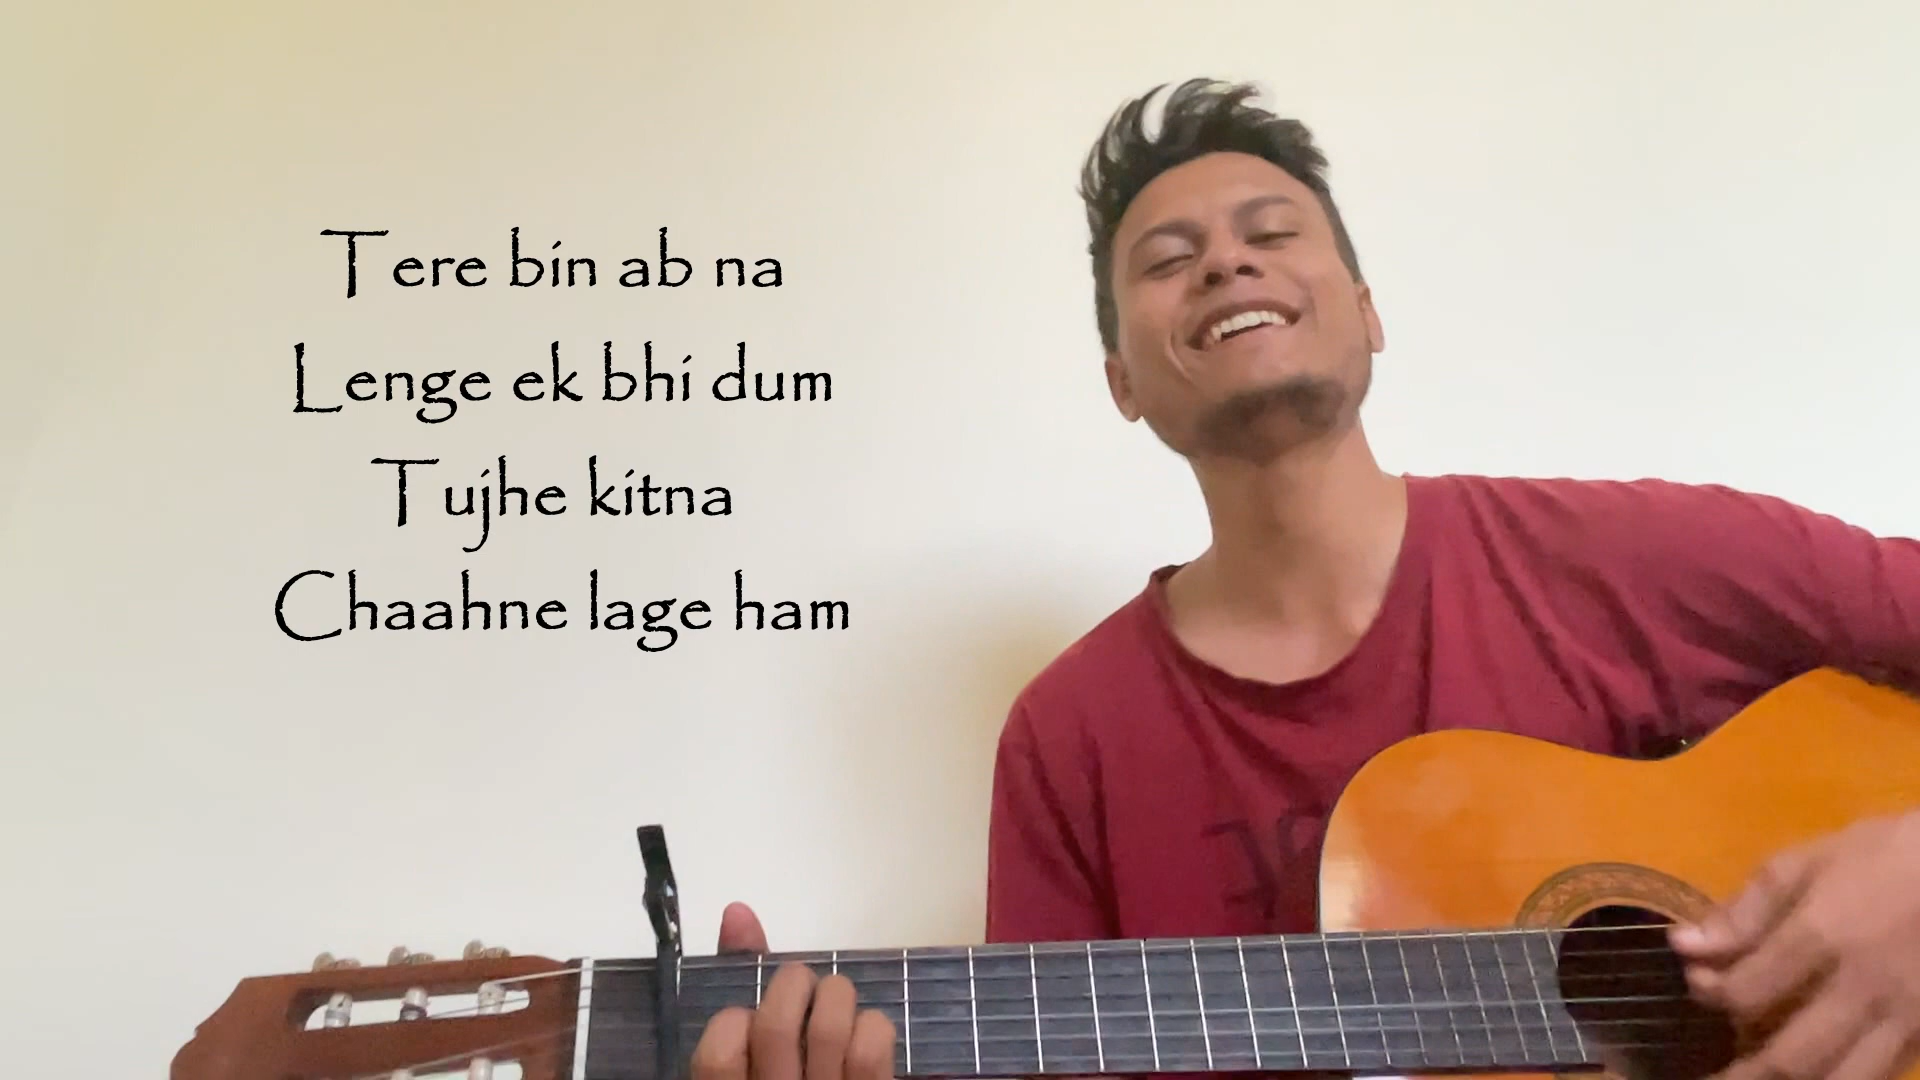 Tere bin ab na
Lenge ek bhi dum
Tujhe kitna
Chaahne lage ham